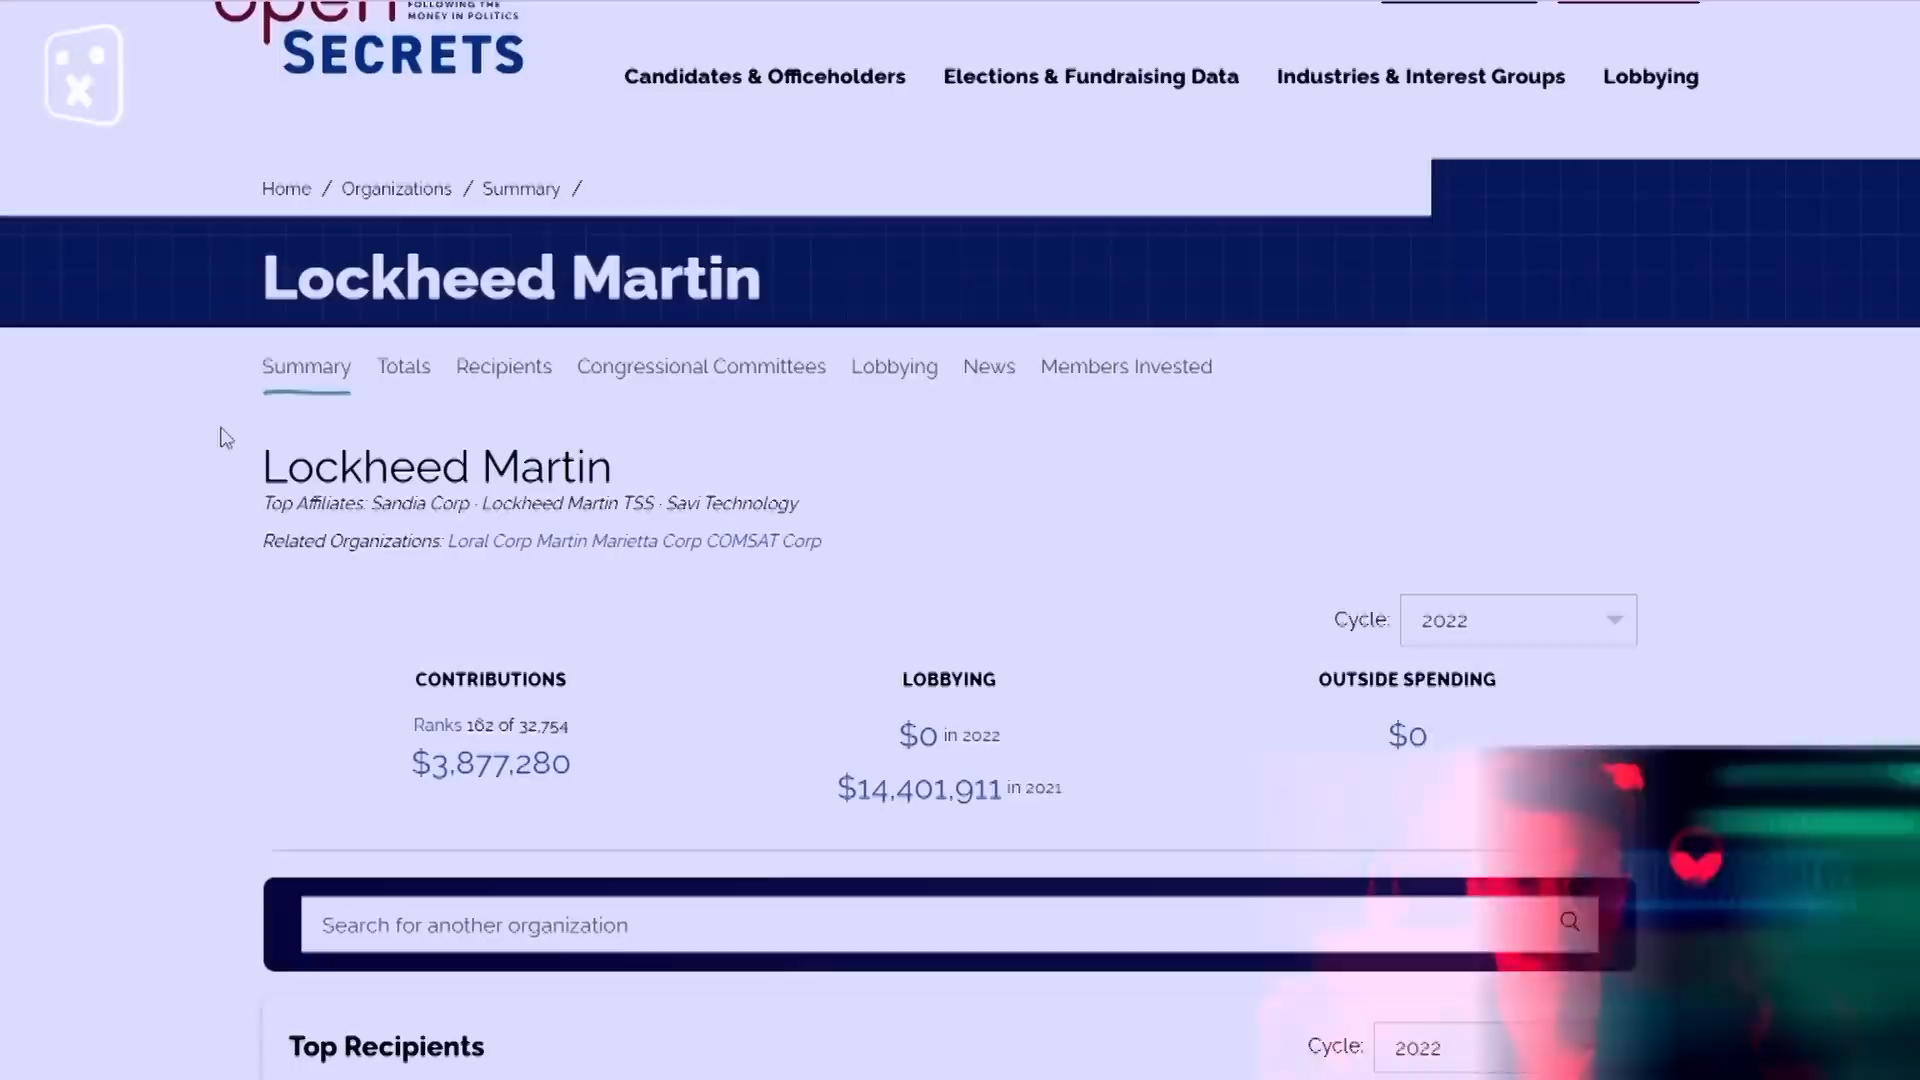 open
FOLLOWING THE
MONEY IN POLITICS
SECRETS
Candidates & Officeholders
Elections & Fundraising Data
Industries & Interest Groups
Lobbying
Home / Organizations / Summary /
Lockheed Martin
Summary
Totals
Recipients
Congressional Committees
Lobbying
News
Members Invested
Lockheed Martin
Top Affiliates: Sandia Corp · Lockheed Martin TSS · Savi Technology
Related Organizations: Loral Corp Martin Marietta Corp COMSAT Corp
Cycle: 2022
CONTRIBUTIONS
Ranks 162 of 32,754
$3,877,280
LOBBYING
$0 in 2022
$14,401,911 in 2021
OUTSIDE SPENDING
$0
Search for another organization
Top Recipients
Cycle: 2022